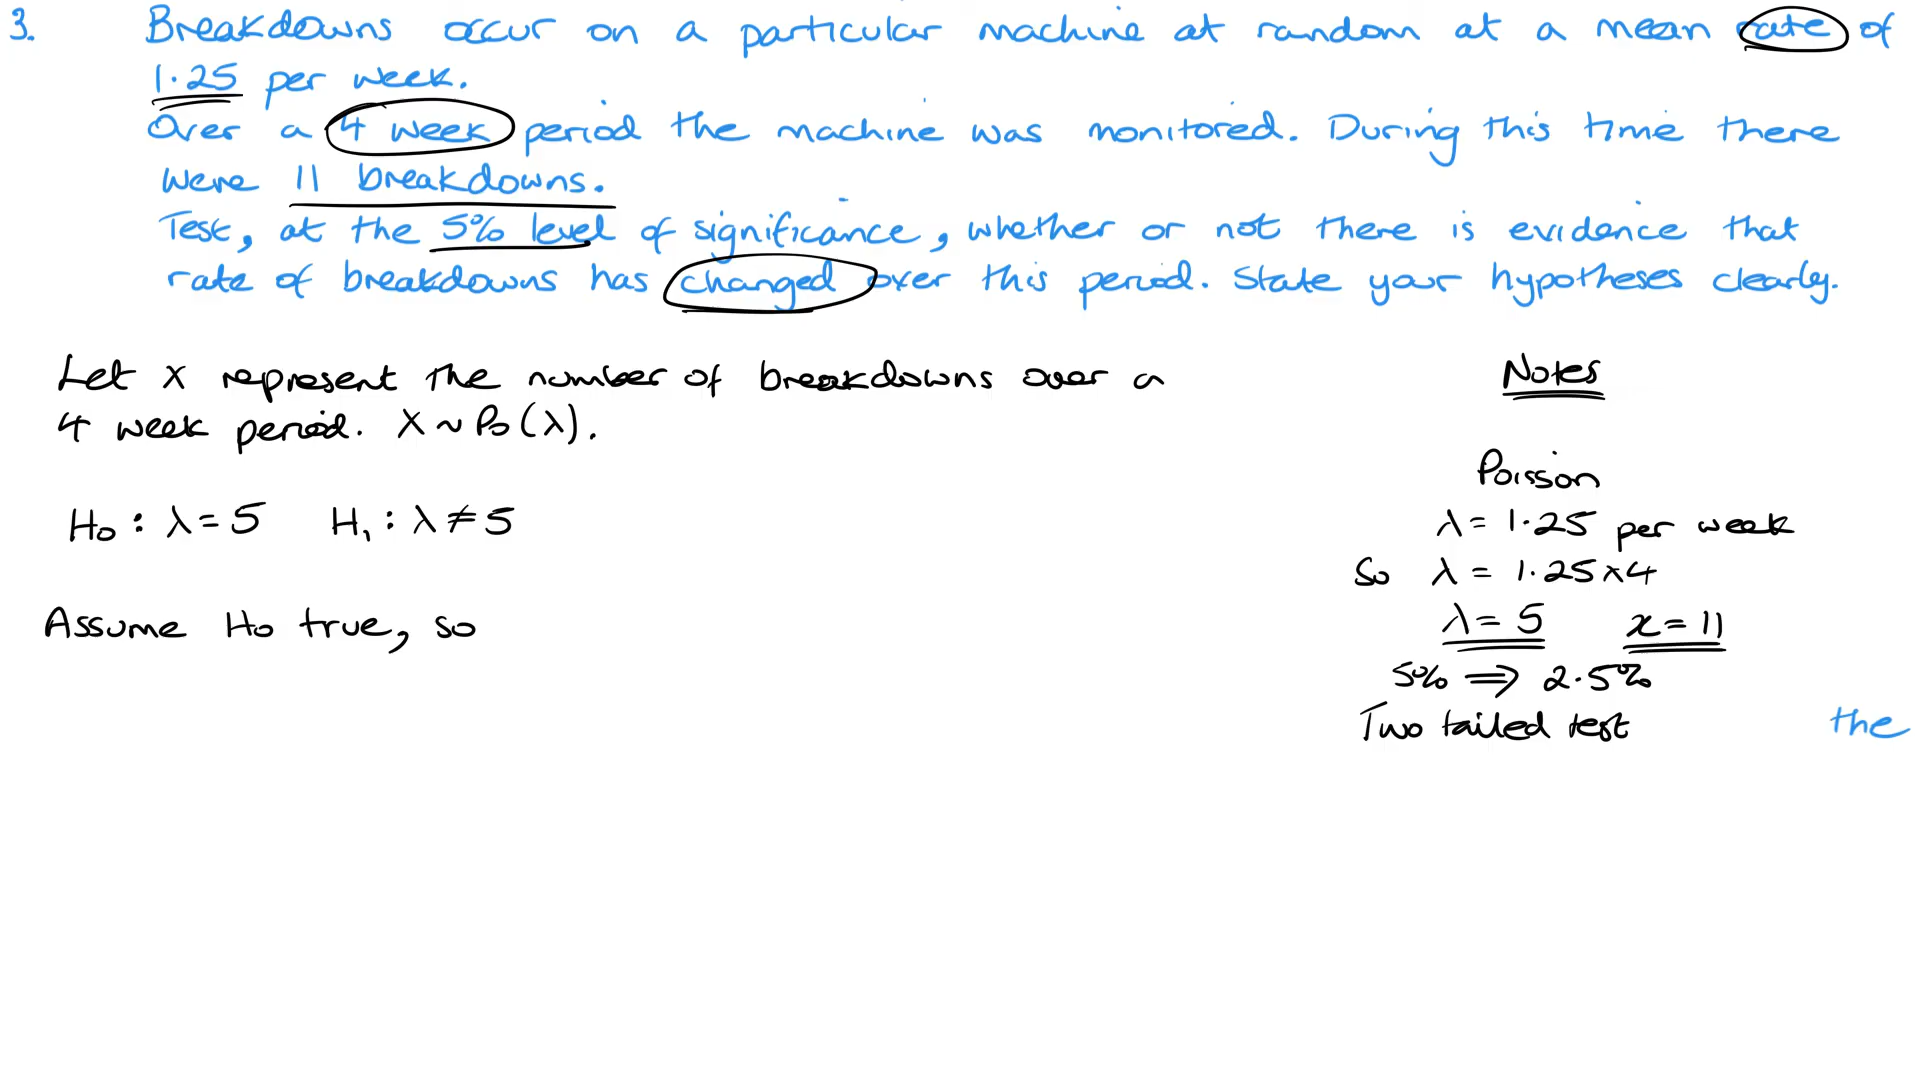 3. Breakdowns occur on a particular machine at random at a mean rate of
1.25 per week.
Over a 4 week period the machine was monitored. During this time there
were 11 breakdowns.
Test, at the 5% level of significance, whether or not there is evidence that
rate of breakdowns has changed over this period. State your hypotheses clearly.
Let X represent the number of breakdowns over a
4 week period. X ~ Po(λ).
H₀ : λ = 5 H₁ : λ ≠ 5
Assume H₀ true, so
Notes
Poisson
λ = 1.25 per week
So λ = 1.25×4
λ = 5 x = 11
5% ⟹ 2.5%
Two tailed test
the